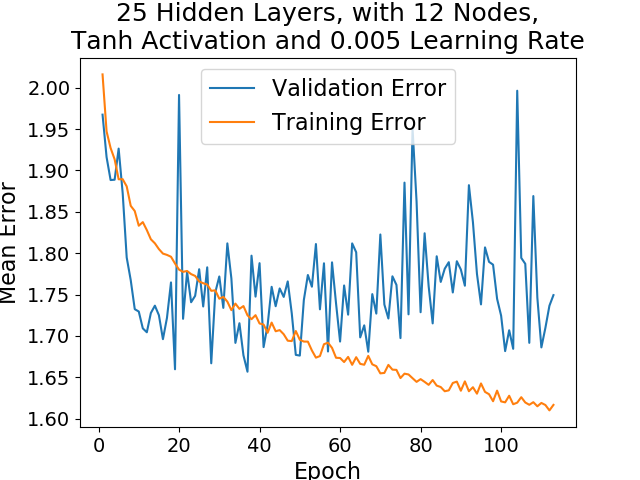 25 Hidden Layers, with 12 Nodes,
Tanh Activation and 0.005 Learning Rate
Validation Error
Training Error
Mean Error
2.00
1.95
1.90
1.85
1.80
1.75
1.70
1.65
1.60
0 20 40 60 80 100
Epoch